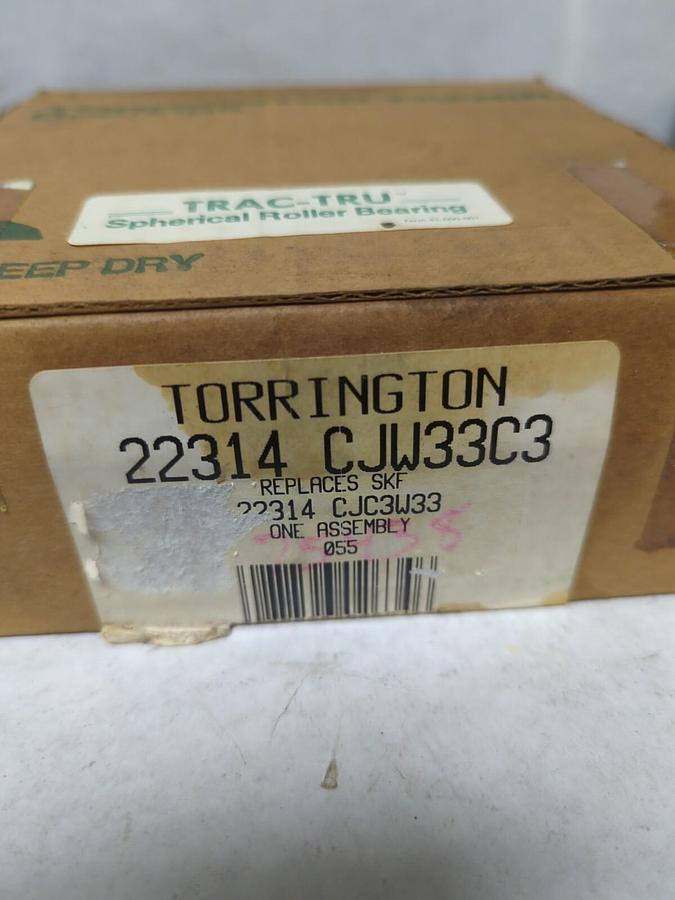 TRAC-TRU
Spherical Roller Bearing
EEP DRY
TORRINGTON
22314 CJW33C3
REPLACES SKF
22314 CJC3W33
ONE ASSEMBLY
055